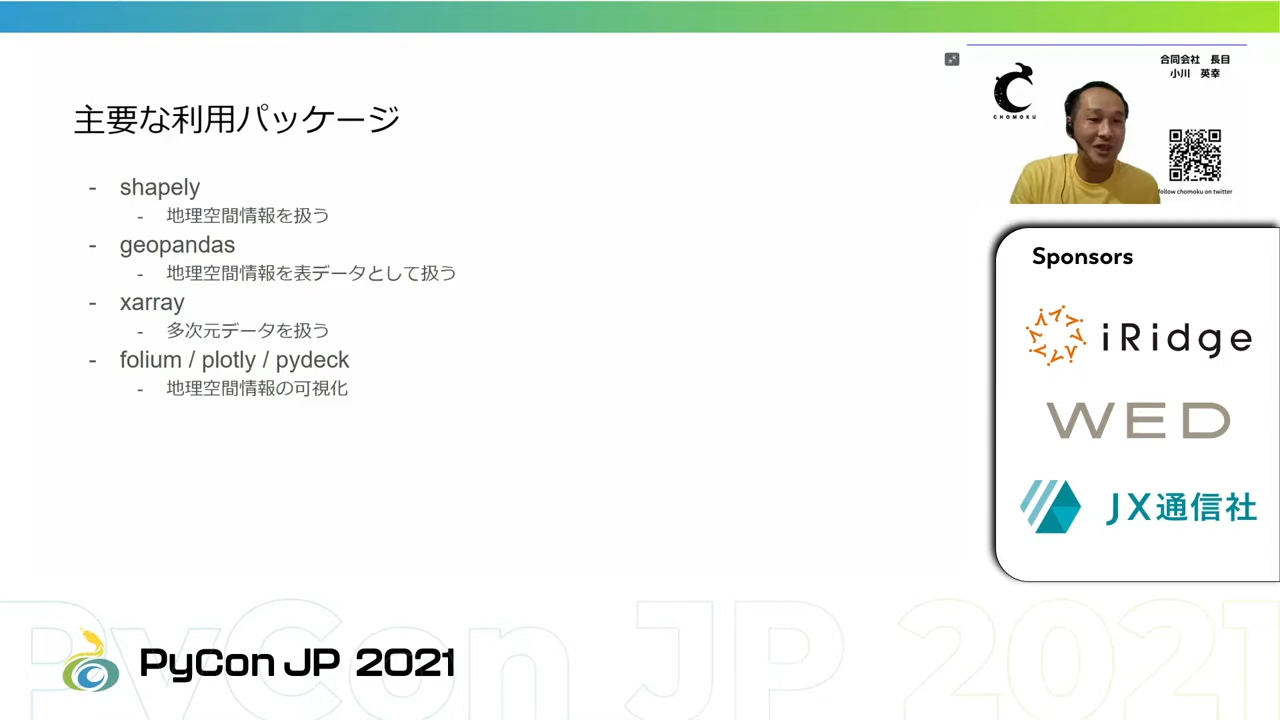 主要な利用パッケージ
- shapely
- 地理空間情報を扱う
- geopandas
- 地理空間情報を表データとして扱う
- xarray
- 多次元データを扱う
- folium / plotly / pydeck
- 地理空間情報の可視化
合同会社 長目
小川 英幸
CHOMOKU
follow chomoku on twitter
Sponsors
iRidge
WED
JX通信社
PyCon JP 2021
PyCon JP 2021